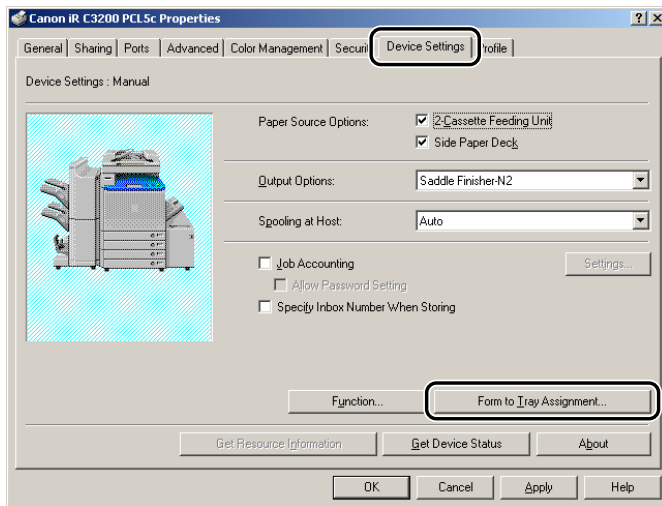 Canon iR C3200 PCL5c Properties
General Sharing Ports Advanced Color Management Device Settings
Device Settings : Manual
Paper Source Options: 2-Cassette Feeding Unit
Side Paper Deck
Output Options: Saddle Finisher-N2
Spooling at Host: Auto
Job Accounting Settings...
Allow Password Setting
Specify Inbox Number When Storing
Function... Form to Tray Assignment...
Get Resource Information Get Device Status About
OK Cancel Apply Help